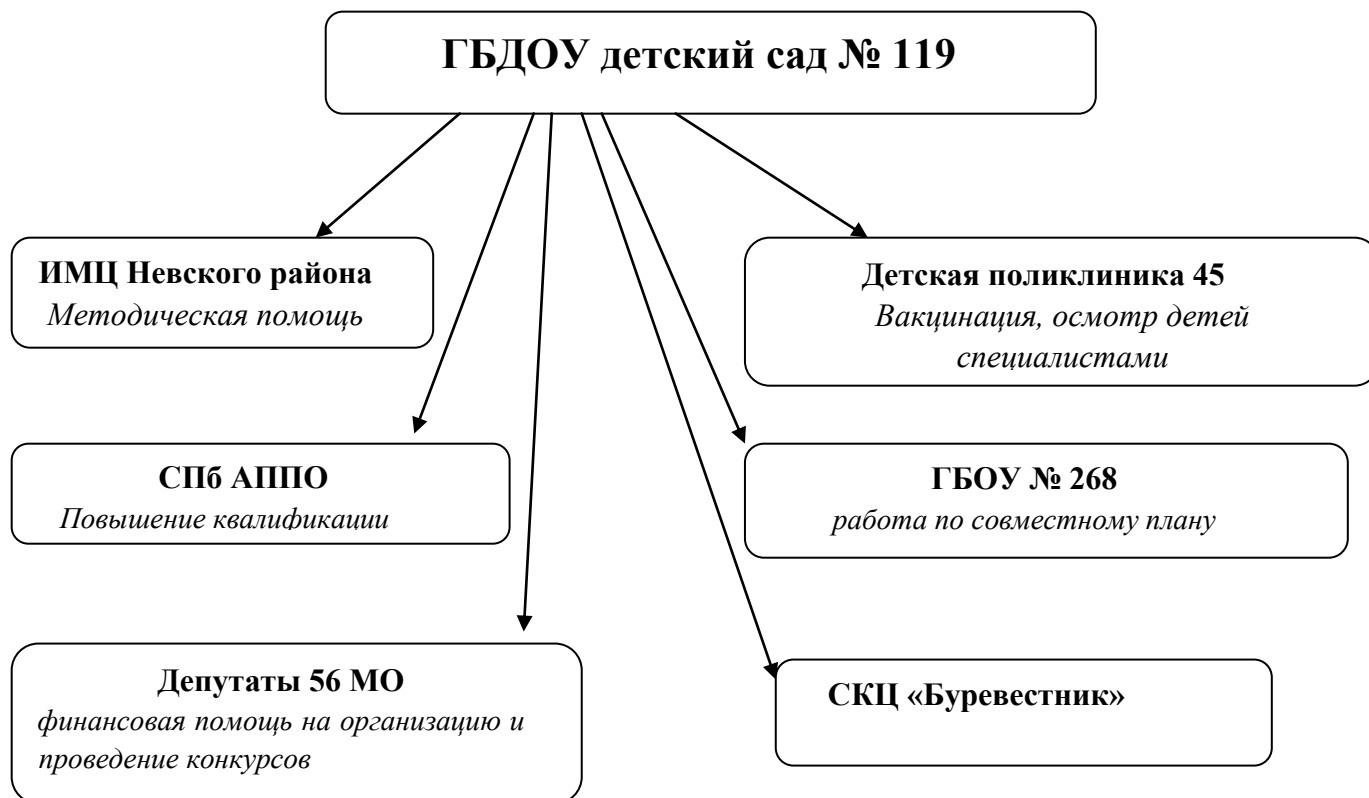 ГБДОУ детский сад № 119
ИМЦ Невского района
Методическая помощь
Детская поликлиника 45
Вакцинация, осмотр детей
специалистами
СПб АППО
Повышение квалификации
ГБОУ № 268
работа по совместному плану
Депутаты 56 МО
финансовая помощь на организацию и
проведение конкурсов
СКЦ «Буревестник»